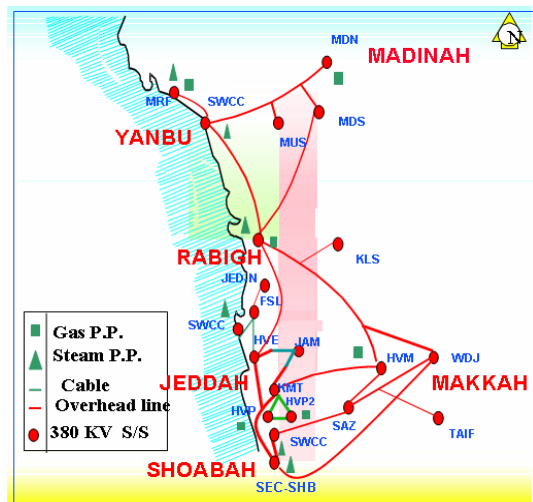 N
MDN
MADINAH
MRF
SWCC
MDS
YANBU
MUS
RABIGH
KLS
JED-N
FSL
SWCC
HVE
JAM
Gas P.P.
Steam P.P.
Cable
Overhead line
380 KV S/S
JEDDAH
HVM
WDJ
MAKKAH
KMT
HVP
HVP2
SAZ
TAIF
SWCC
SHOABAH
SEC-SHB